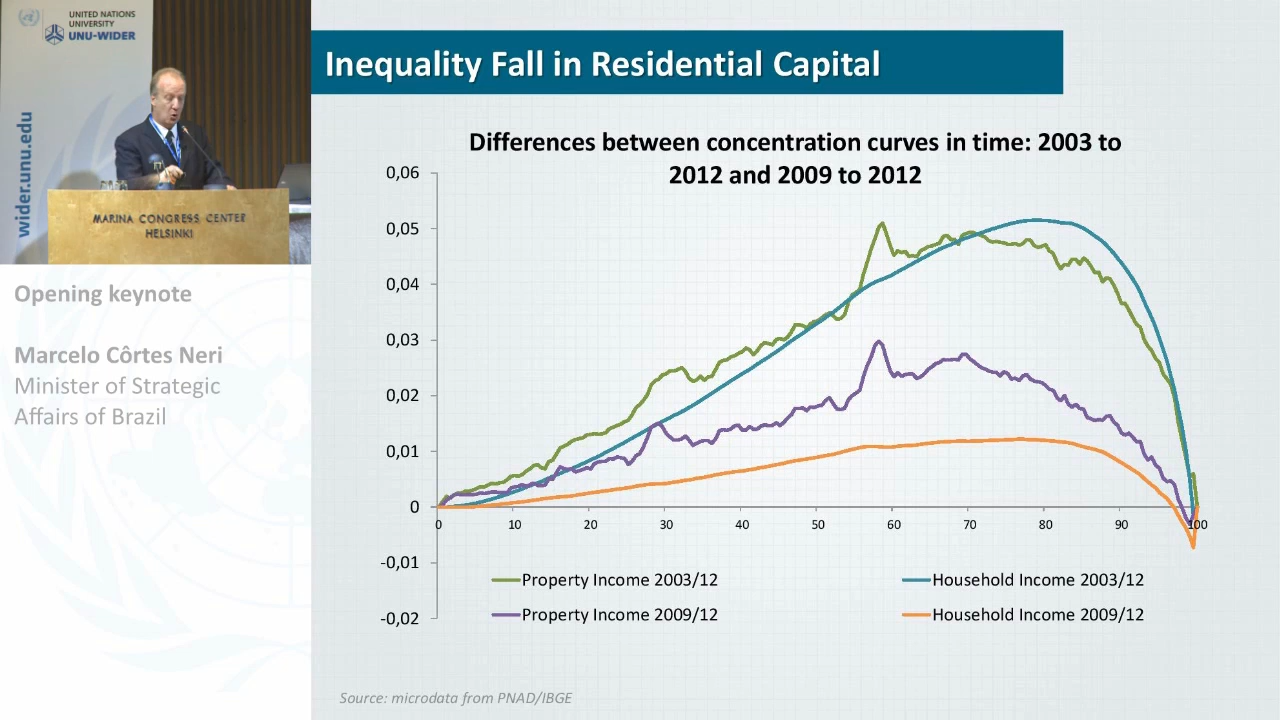 UNITED NATIONS
UNIVERSITY
UNU-WIDER
wider.unu.edu
MARINA CONGRESS CENTER
HELSINKI
Opening keynote
Marcelo Côrtes Neri
Minister of Strategic
Affairs of Brazil
Inequality Fall in Residential Capital
Differences between concentration curves in time: 2003 to
2012 and 2009 to 2012
0,06
0,05
0,04
0,03
0,02
0,01
0
-0,01
-0,02
0 10 20 30 40 50 60 70 80 90 100
Property Income 2003/12 Household Income 2003/12
Property Income 2009/12 Household Income 2009/12
Source: microdata from PNAD/IBGE